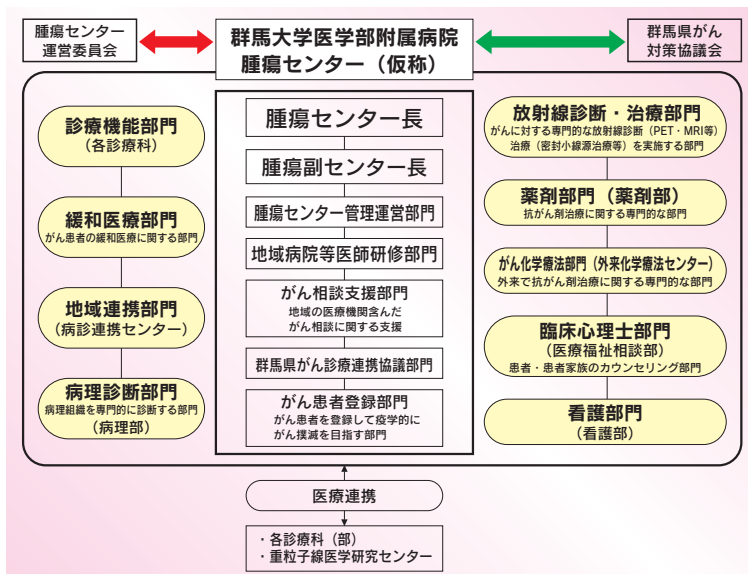 腫瘍センター
運営委員会
群馬大学医学部附属病院
腫瘍センター（仮称）
群馬県がん
対策協議会
診療機能部門
（各診療科）
緩和医療部門
がん患者の緩和医療に関する部門
地域連携部門
（病診連携センター）
病理診断部門
病理組織を専門的に診断する部門
（病理部）
腫瘍センター長
腫瘍副センター長
腫瘍センター管理運営部門
地域病院等医師研修部門
がん相談支援部門
地域の医療機関含んだ
がん相談に関する支援
群馬県がん診療連携協議部門
がん患者登録部門
がん患者を登録して疫学的に
がん撲滅を目指す部門
放射線診断・治療部門
がんに対する専門的な放射線診断（PET・MRI等）
治療（密封小線源治療等）を実施する部門
薬剤部門（薬剤部）
抗がん剤治療に関する専門的な部門
がん化学療法部門（外来化学療法センター）
外来で抗がん剤治療に関する専門的な部門
臨床心理士部門
（医療福祉相談部）
患者・患者家族のカウンセリング部門
看護部門
（看護部）
医療連携
・各診療科（部）
・重粒子線医学研究センター